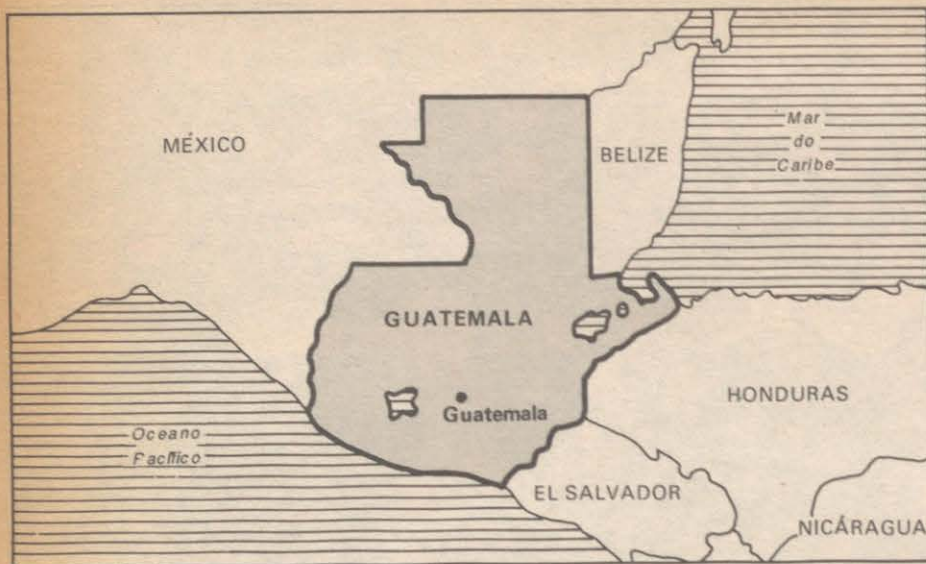 MÉXICO
BELIZE
Mar
do
Caribe
GUATEMALA
Guatemala
HONDURAS
Oceano
Pacífico
EL SALVADOR
NICÁRAGUA